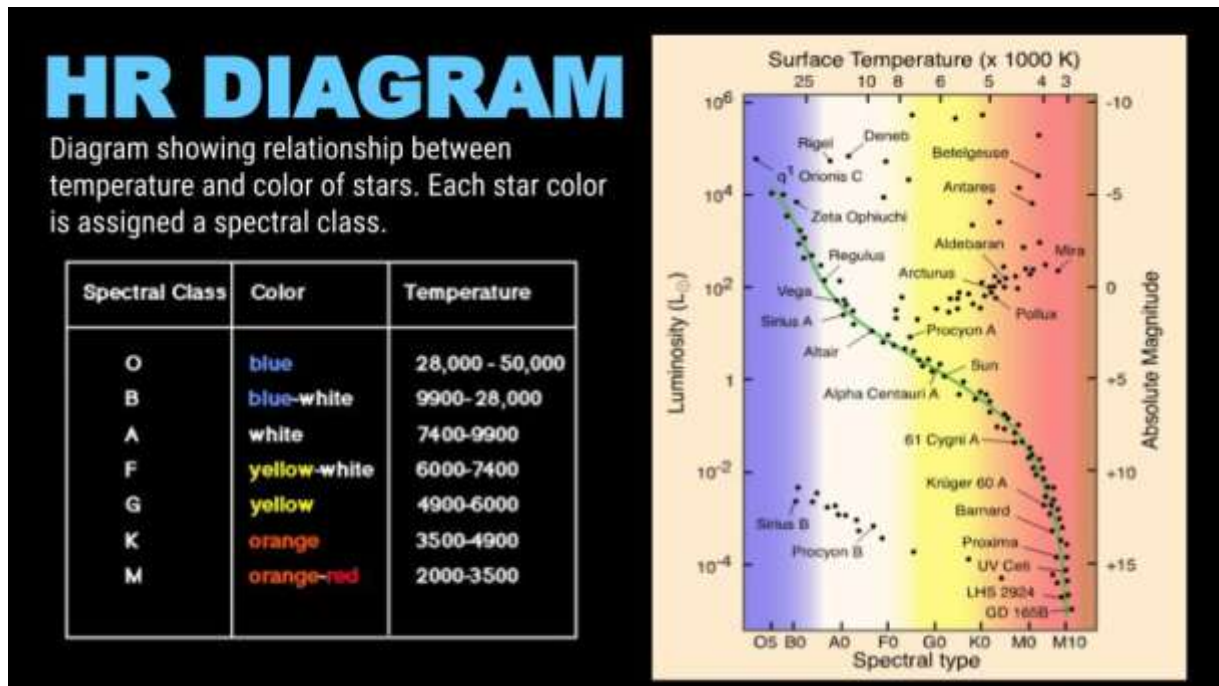 HR DIAGRAM
Diagram showing relationship between
temperature and color of stars. Each star color
is assigned a spectral class.
Spectral Class Color Temperature
O blue 28,000 - 50,000
B blue-white 9900- 28,000
A white 7400-9900
F yellow-white 6000-7400
G yellow 4900-6000
K orange 3500-4900
M orange-red 2000-3500
Surface Temperature (x 1000 K)
25 10 8 6 5 4 3
10⁶ -10
Rigel Deneb
Betelgeuse
q¹ Orionis C
Antares
10⁴ -5
Zeta Ophiuchi
Aldebaran
Mira
Regulus
Arcturus
10² 0
Vega
Pollux
Sirius A
Procyon A
Altair
Sun
1 +5
Alpha Centauri A
61 Cygni A
10⁻² +10
Krüger 60 A
Barnard
Sirius B
Procyon B
Proxima
10⁻⁴ +15
UV Ceti
LHS 2924
GD 165B
Luminosity (L☉)
Absolute Magnitude
O5 B0 A0 F0 G0 K0 M0 M10
Spectral type